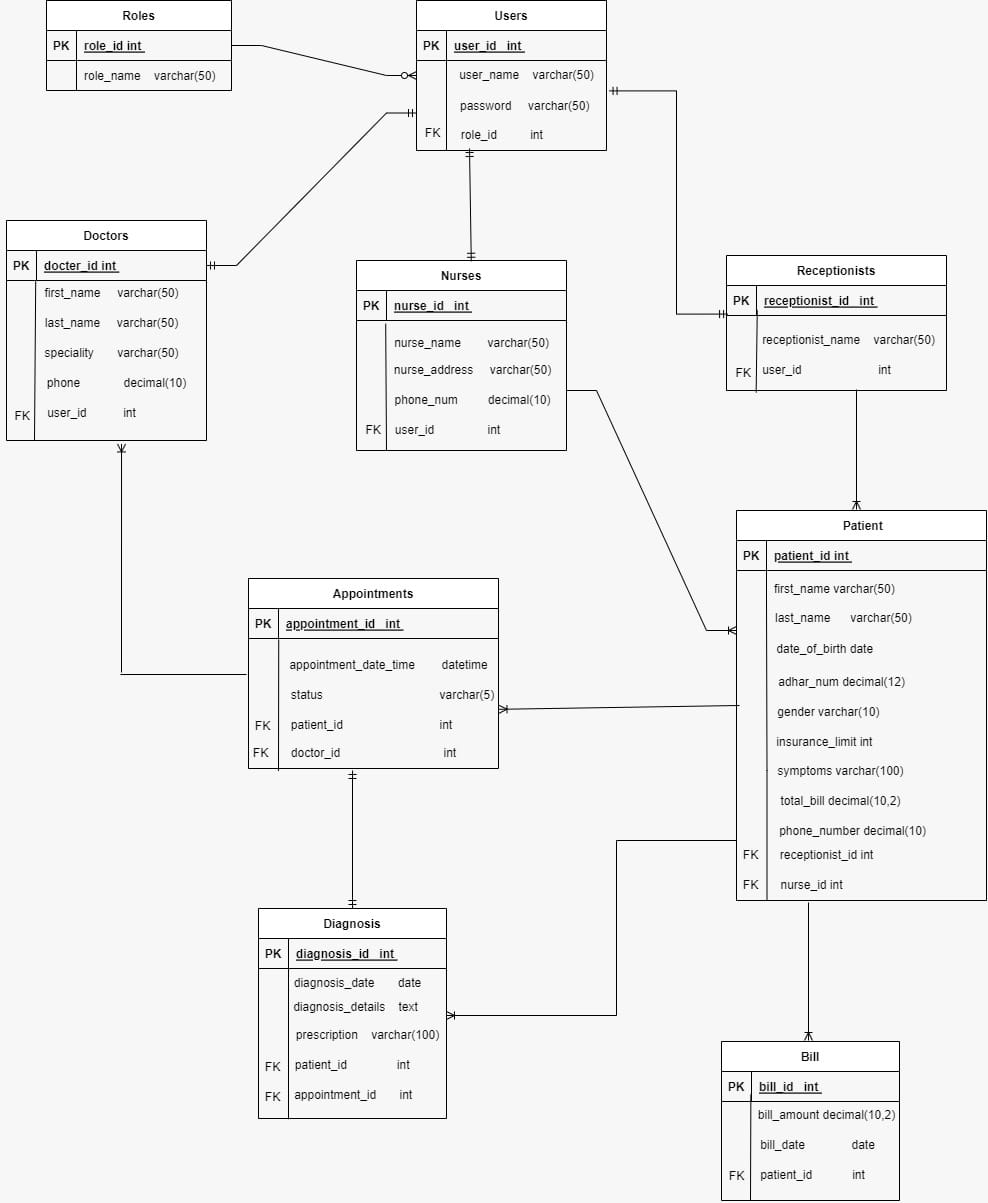 Roles
PK role_id int
role_name varchar(50)
Users
PK user_id int
user_name varchar(50)
password varchar(50)
FK role_id int
Doctors
PK docter_id int
first_name varchar(50)
last_name varchar(50)
speciality varchar(50)
phone decimal(10)
FK user_id int
Nurses
PK nurse_id int
nurse_name varchar(50)
nurse_address varchar(50)
phone_num decimal(10)
FK user_id int
Receptionists
PK receptionist_id int
receptionist_name varchar(50)
FK user_id int
Patient
PK patient_id int
first_name varchar(50)
last_name varchar(50)
date_of_birth date
adhar_num decimal(12)
gender varchar(10)
insurance_limit int
symptoms varchar(100)
total_bill decimal(10,2)
phone_number decimal(10)
FK receptionist_id int
FK nurse_id int
Appointments
PK appointment_id int
appointment_date_time datetime
status varchar(5)
FK patient_id int
FK doctor_id int
Diagnosis
PK diagnosis_id int
diagnosis_date date
diagnosis_details text
prescription varchar(100)
FK patient_id int
FK appointment_id int
Bill
PK bill_id int
bill_amount decimal(10,2)
bill_date date
FK patient_id int